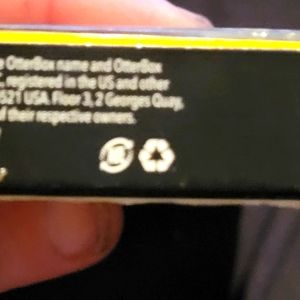 OtterBox name and OtterBox
registered in the US and other
521 USA. Floor 3, 2 Georges Quay,
their respective owners.